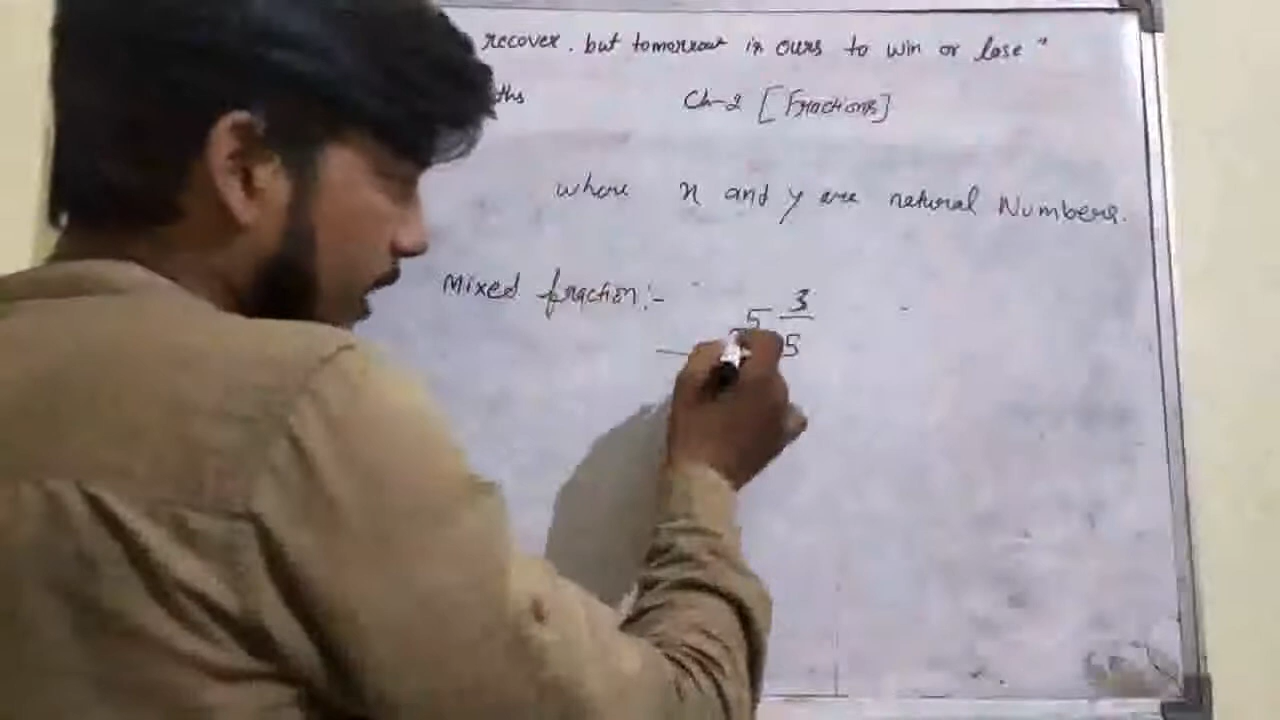 recover. but tomorrow is ours to win or lose"
ths Ch-2 [Fractions]
where x and y are natural Numbers.
Mixed fraction:- 5 3/5